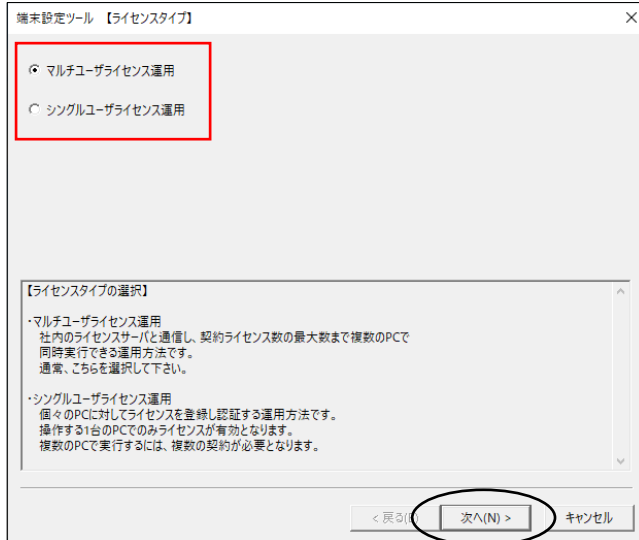 端末設定ツール 【ライセンスタイプ】
マルチユーザライセンス運用
シングルユーザライセンス運用
【ライセンスタイプの選択】
・マルチユーザライセンス運用
社内のライセンスサーバと通信し、契約ライセンス数の最大数まで複数のPCで
同時実行できる運用方法です。
通常、こちらを選択して下さい。
・シングルユーザライセンス運用
個々のPCに対してライセンスを登録し認証する運用方法です。
操作する1台のPCでのみライセンスが有効となります。
複数のPCで実行するには、複数の契約が必要となります。
< 戻る(B)
次へ(N) >
キャンセル